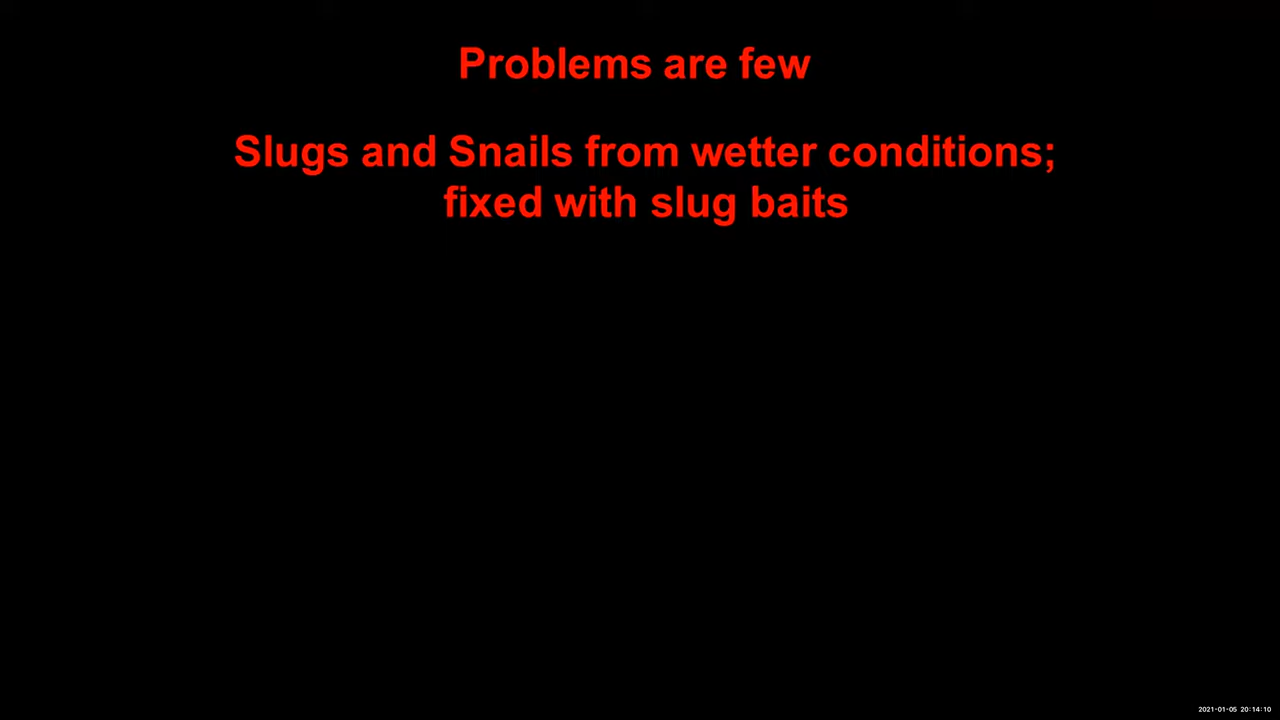 Problems are few
Slugs and Snails from wetter conditions;
fixed with slug baits
2021-01-05 20:14:10